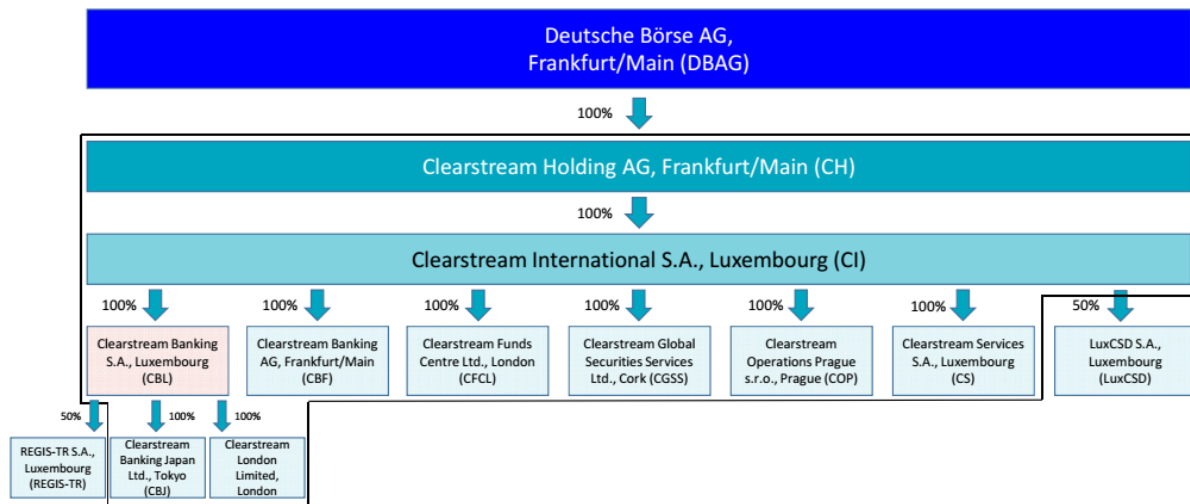 Deutsche Börse AG,
Frankfurt/Main (DBAG)
100%
Clearstream Holding AG, Frankfurt/Main (CH)
100%
Clearstream International S.A., Luxembourg (CI)
100%
100%
100%
100%
100%
100%
50%
Clearstream Banking
S.A., Luxembourg
(CBL)
Clearstream Banking
AG, Frankfurt/Main
(CBF)
Clearstream Funds
Centre Ltd., London
(CFCL)
Clearstream Global
Securities Services
Ltd., Cork (CGSS)
Clearstream
Operations Prague
s.r.o., Prague (COP)
Clearstream Services
S.A., Luxembourg
(CS)
LuxCSD S.A.,
Luxembourg
(LuxCSD)
50%
100%
100%
REGIS-TR S.A.,
Luxembourg
(REGIS-TR)
Clearstream
Banking Japan
Ltd., Tokyo
(CBJ)
Clearstream
London
Limited,
London